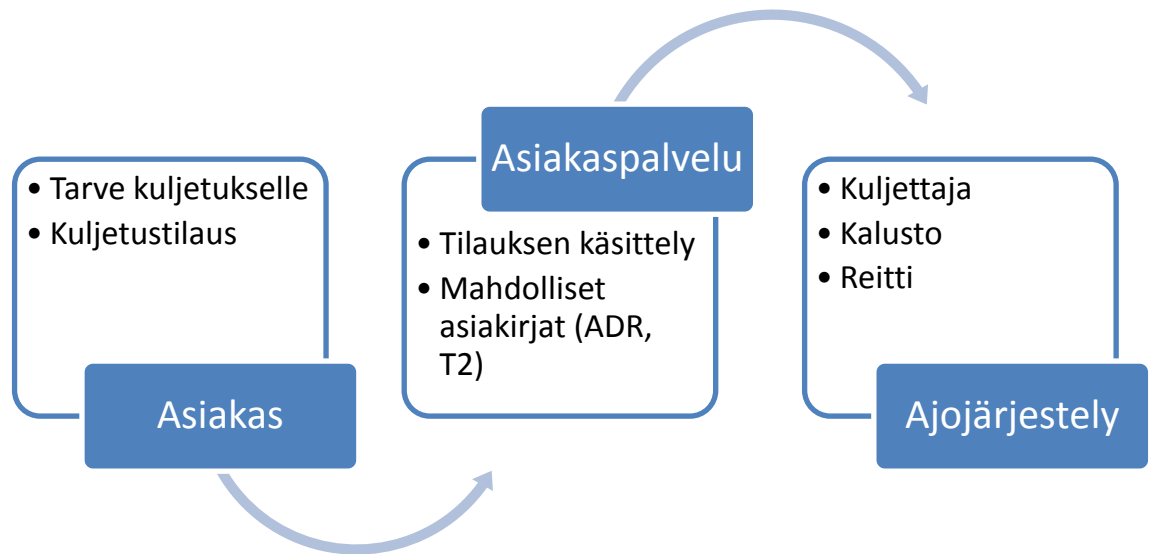 • Tarve kuljetukselle
• Kuljetustilaus
Asiakas
Asiakaspalvelu
• Tilauksen käsittely
• Mahdolliset
asiakirjat (ADR,
T2)
• Kuljettaja
• Kalusto
• Reitti
Ajojärjestely